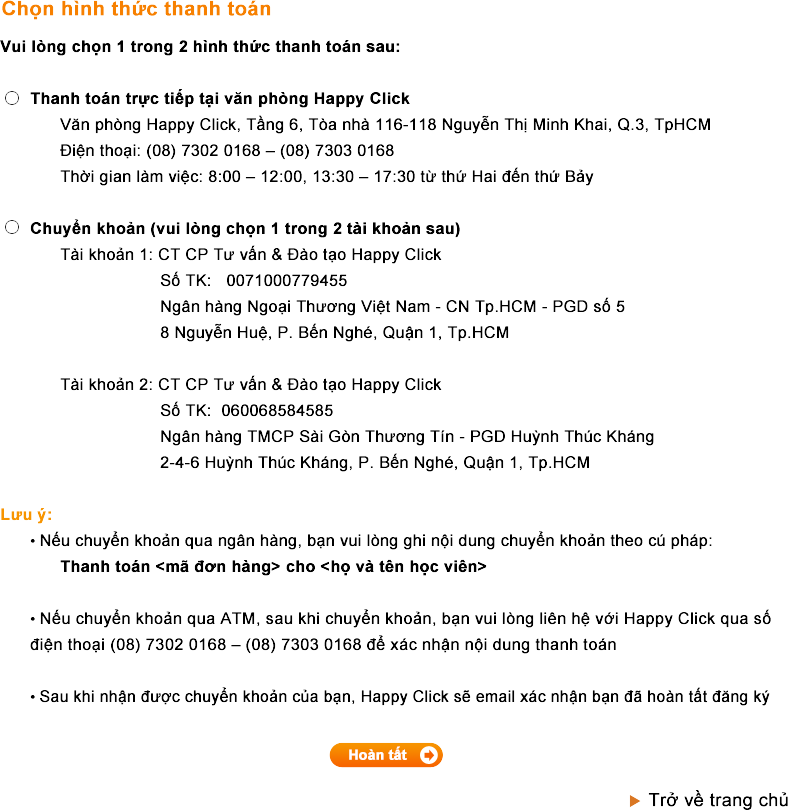 Chọn hình thức thanh toán
Vui lòng chọn 1 trong 2 hình thức thanh toán sau:
Thanh toán trực tiếp tại văn phòng Happy Click
Văn phòng Happy Click, Tầng 6, Tòa nhà 116-118 Nguyễn Thị Minh Khai, Q.3, TpHCM
Điện thoại: (08) 7302 0168 – (08) 7303 0168
Thời gian làm việc: 8:00 – 12:00, 13:30 – 17:30 từ thứ Hai đến thứ Bảy
Chuyển khoản (vui lòng chọn 1 trong 2 tài khoản sau)
Tài khoản 1: CT CP Tư vấn & Đào tạo Happy Click
Số TK: 0071000779455
Ngân hàng Ngoại Thương Việt Nam - CN Tp.HCM - PGD số 5
8 Nguyễn Huệ, P. Bến Nghé, Quận 1, Tp.HCM
Tài khoản 2: CT CP Tư vấn & Đào tạo Happy Click
Số TK: 060068584585
Ngân hàng TMCP Sài Gòn Thương Tín - PGD Huỳnh Thúc Kháng
2-4-6 Huỳnh Thúc Kháng, P. Bến Nghé, Quận 1, Tp.HCM
Lưu ý:
• Nếu chuyển khoản qua ngân hàng, bạn vui lòng ghi nội dung chuyển khoản theo cú pháp:
Thanh toán <mã đơn hàng> cho <họ và tên học viên>
• Nếu chuyển khoản qua ATM, sau khi chuyển khoản, bạn vui lòng liên hệ với Happy Click qua số
điện thoại (08) 7302 0168 – (08) 7303 0168 để xác nhận nội dung thanh toán
• Sau khi nhận được chuyển khoản của bạn, Happy Click sẽ email xác nhận bạn đã hoàn tất đăng ký
Hoàn tất
Trở về trang chủ